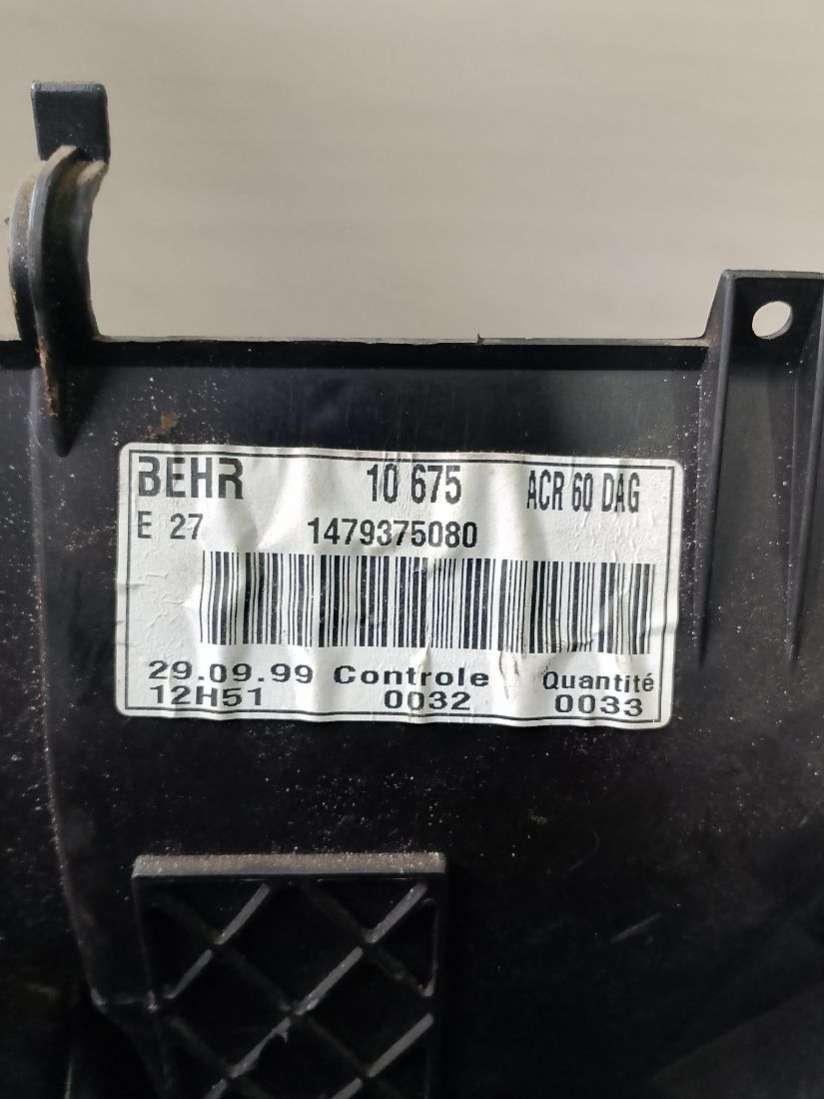 BEHR 10 675 ACR 60 DAG
E 27 1479375080
29.09.99 Controle Quantité
12H51 0032 0033